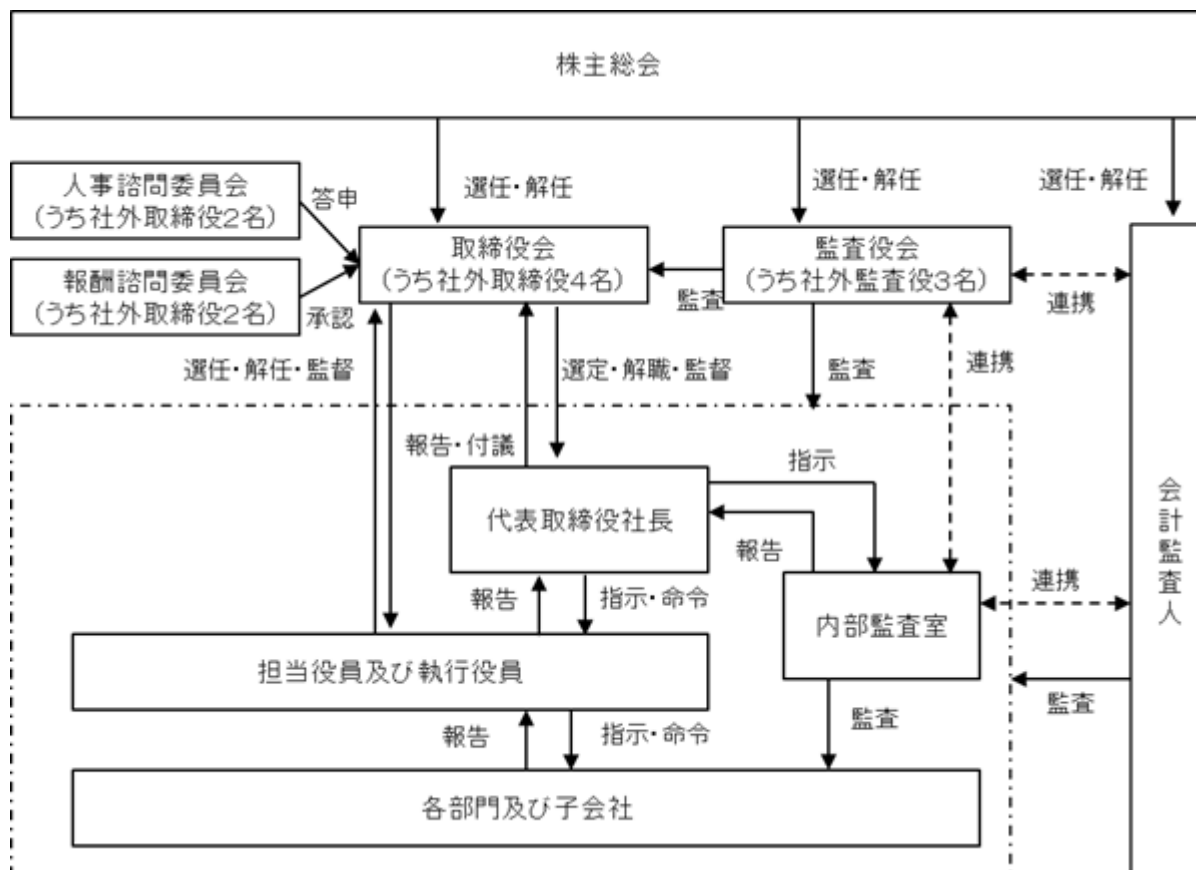 株主総会
選任・解任
選任・解任
選任・解任
人事諮問委員会
(うち社外取締役2名)
答申
取締役会
(うち社外取締役4名)
監査役会
(うち社外監査役3名)
報酬諮問委員会
(うち社外取締役2名)
承認
監査
連携
選任・解任・監督
選定・解職・監督
監査
連携
報告・付議
指示
代表取締役社長
報告
会計監査人
報告
指示・命令
内部監査室
連携
担当役員及び執行役員
監査
監査
報告
指示・命令
各部門及び子会社